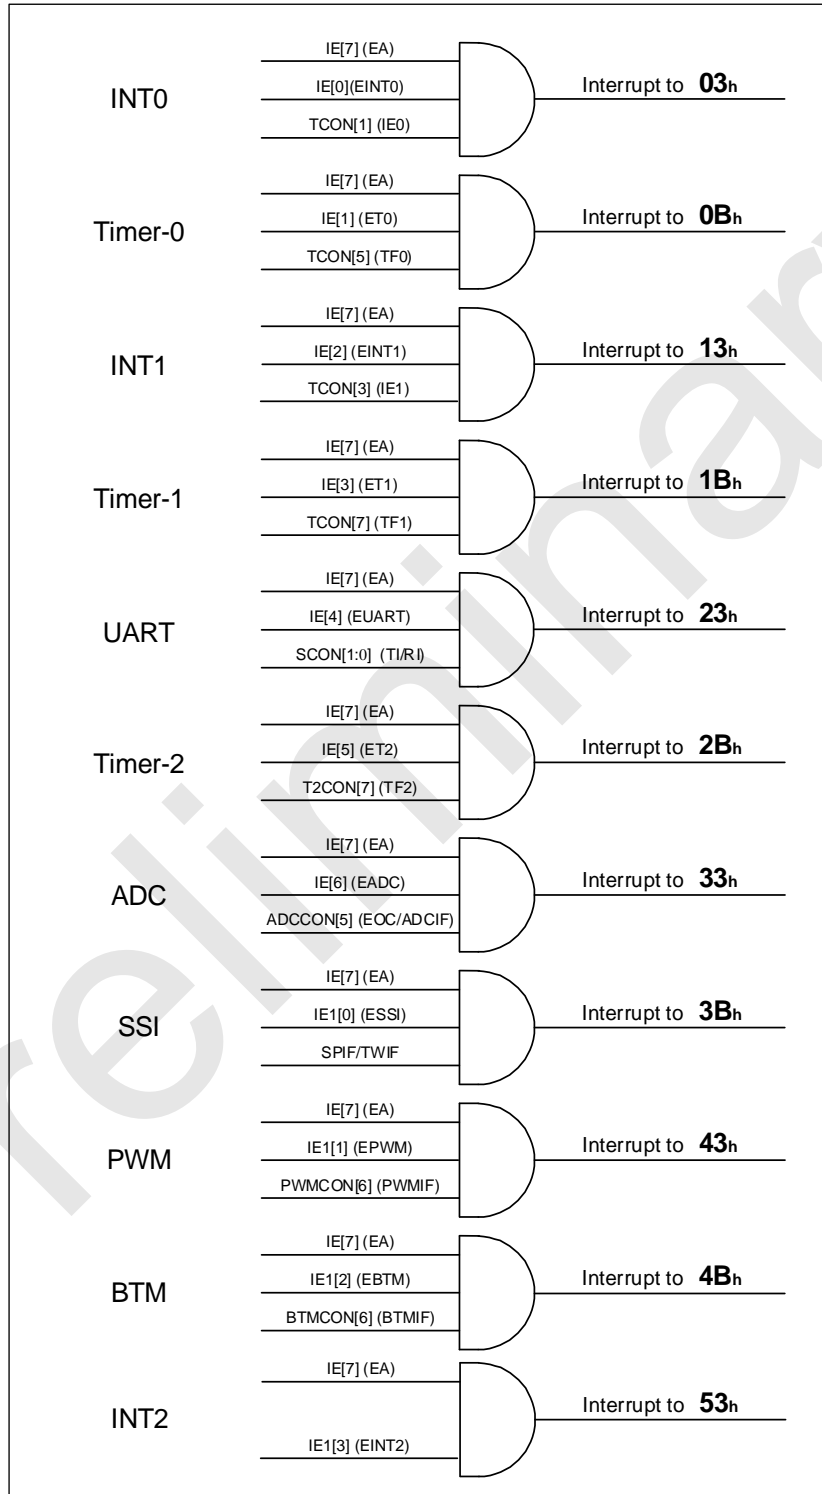 IE[7] (EA)
INT0 IE[0](EINT0) Interrupt to 03h
TCON[1] (IE0)
IE[7] (EA)
Timer-0 IE[1] (ET0) Interrupt to 0Bh
TCON[5] (TF0)
IE[7] (EA)
INT1 IE[2] (EINT1) Interrupt to 13h
TCON[3] (IE1)
IE[7] (EA)
Timer-1 IE[3] (ET1) Interrupt to 1Bh
TCON[7] (TF1)
IE[7] (EA)
UART IE[4] (EUART) Interrupt to 23h
SCON[1:0] (TI/RI)
IE[7] (EA)
Timer-2 IE[5] (ET2) Interrupt to 2Bh
T2CON[7] (TF2)
IE[7] (EA)
ADC IE[6] (EADC) Interrupt to 33h
ADCCON[5] (EOC/ADCIF)
IE[7] (EA)
SSI IE1[0] (ESSI) Interrupt to 3Bh
SPIF/TWIF
IE[7] (EA)
PWM IE1[1] (EPWM) Interrupt to 43h
PWMCON[6] (PWMIF)
IE[7] (EA)
BTM IE1[2] (EBTM) Interrupt to 4Bh
BTMCON[6] (BTMIF)
IE[7] (EA)
INT2 Interrupt to 53h
IE1[3] (EINT2)
reliminar